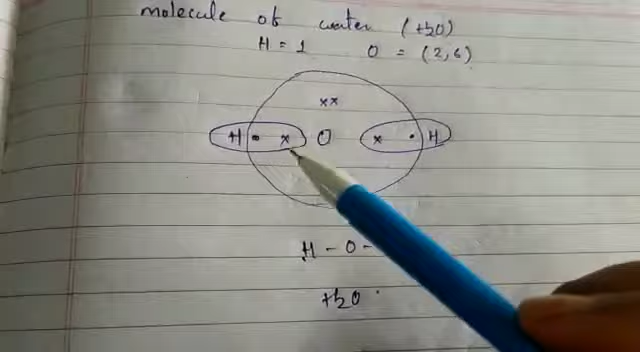 molecule of water (H2O)
H = 1 O = (2,6)
xx
H • x O x • H
H - O -
H2O